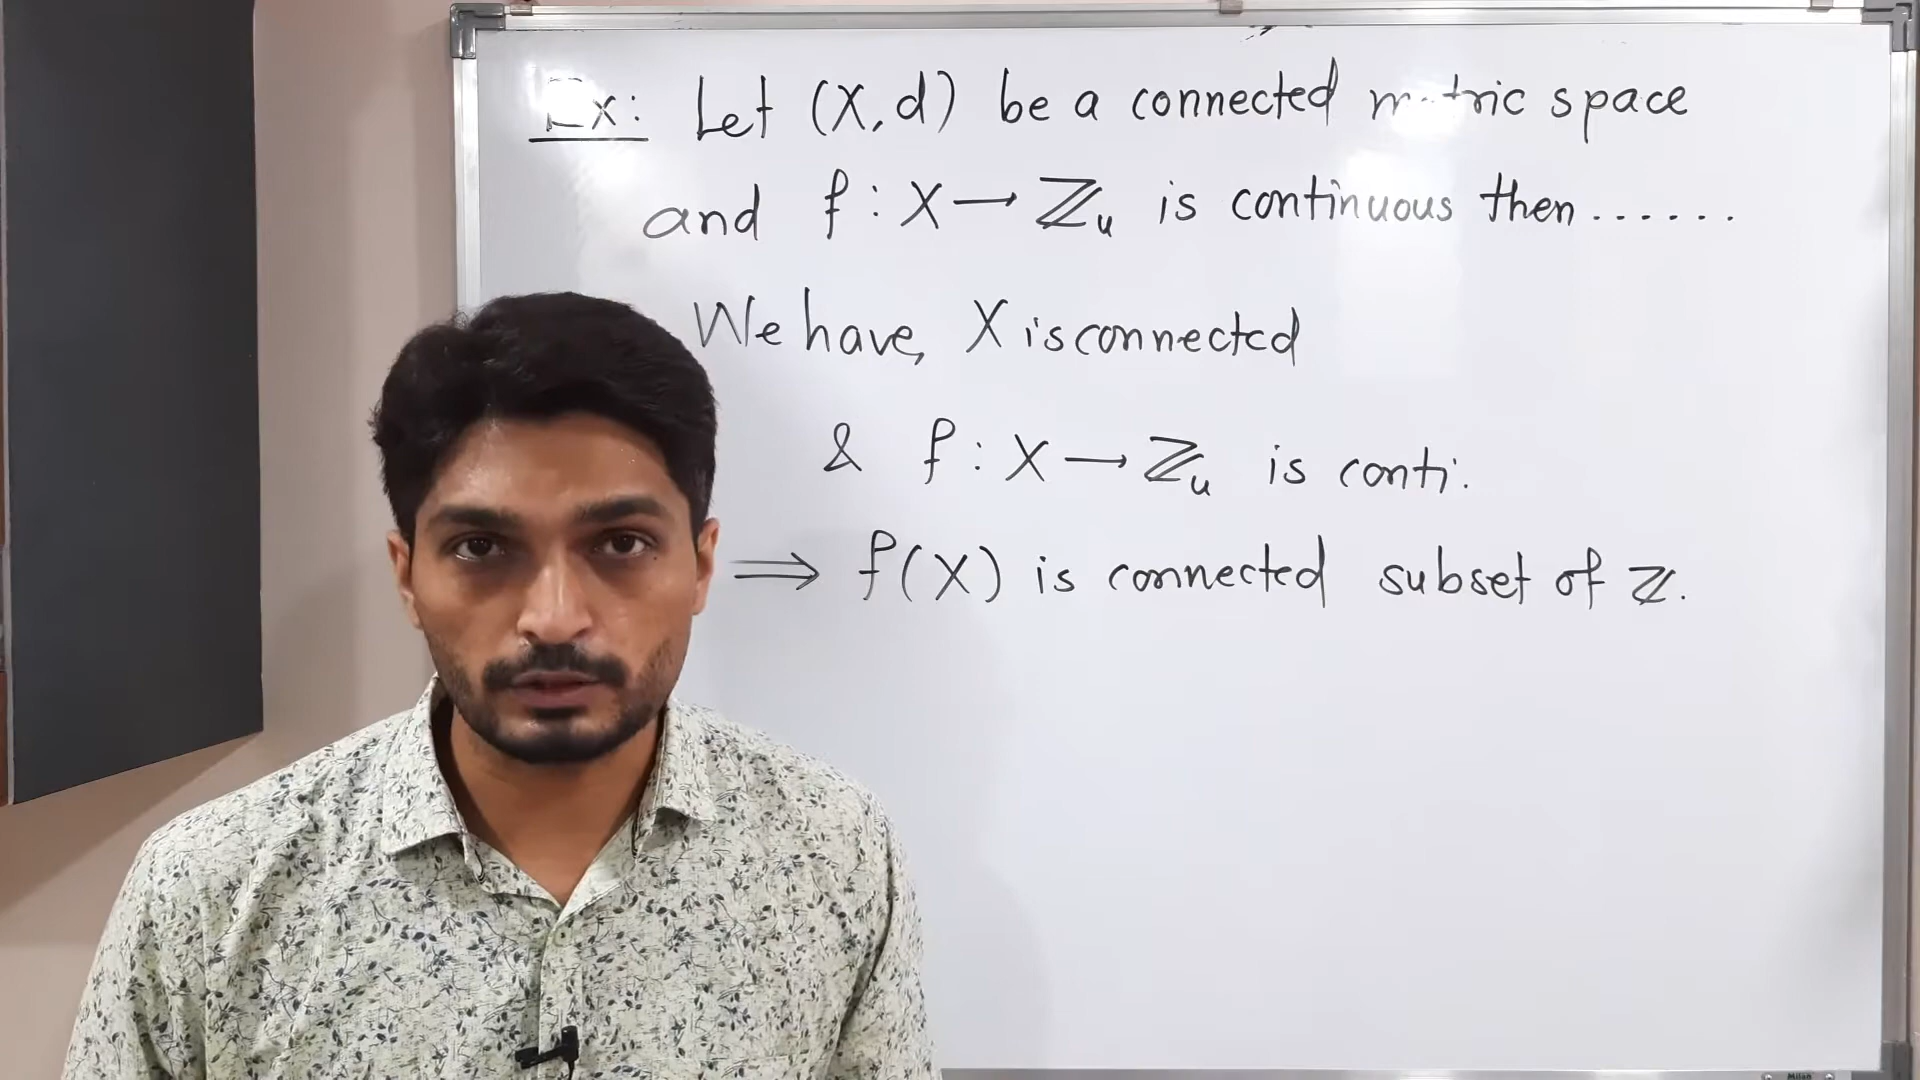 Ex: Let (X,d) be a connected metric space
and f : X → ℤᵤ is continuous then ......
We have, X is connected
& f : X → ℤᵤ is conti.
⟹ f(X) is connected subset of ℤ.
Milan